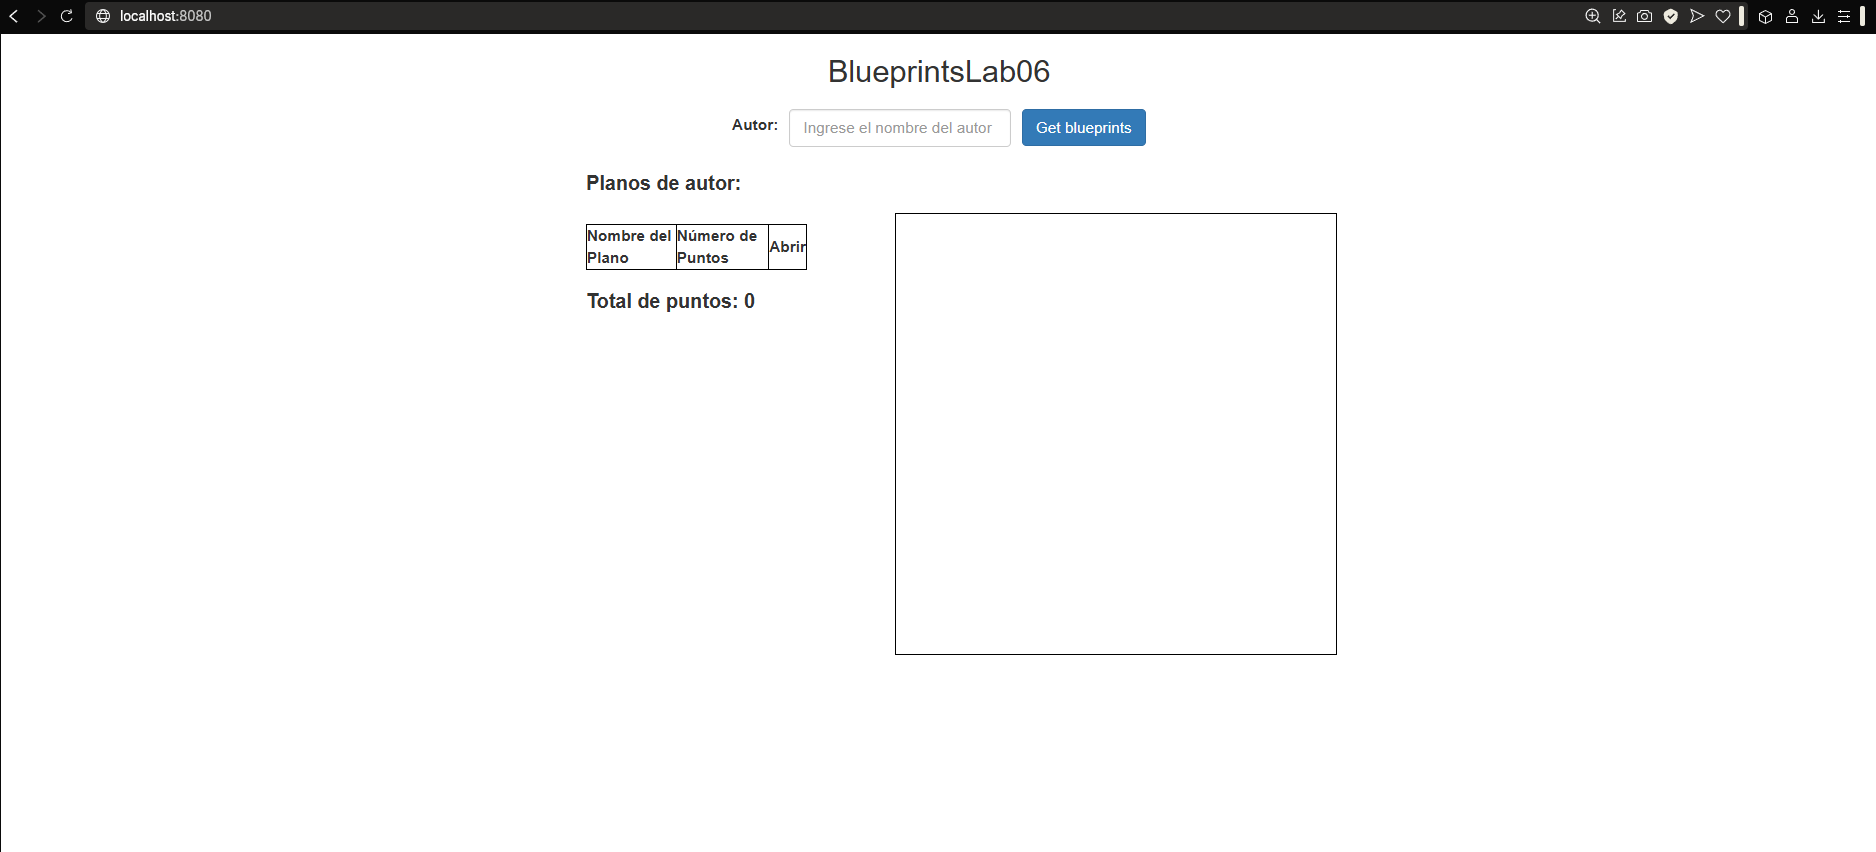 localhost:8080
BlueprintsLab06
Autor: Ingrese el nombre del autor Get blueprints
Planos de autor:
Nombre del Plano Número de Puntos Abrir
Total de puntos: 0